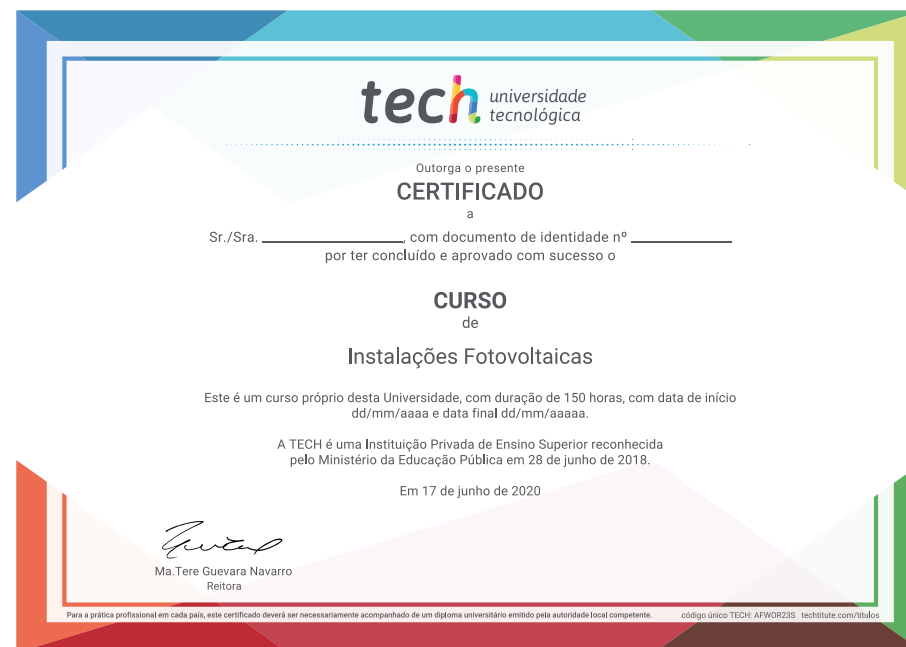 tech universidade
tecnológica
Outorga o presente
CERTIFICADO
a
Sr./Sra. ____________________, com documento de identidade nº ______________
por ter concluído e aprovado com sucesso o
CURSO
de
Instalações Fotovoltaicas
Este é um curso próprio desta Universidade, com duração de 150 horas, com data de início
dd/mm/aaaa e data final dd/mm/aaaaa.
A TECH é uma Instituição Privada de Ensino Superior reconhecida
pelo Ministério da Educação Pública em 28 de junho de 2018.
Em 17 de junho de 2020
Ma.Tere Guevara Navarro
Reitora
Para a prática profissional em cada país, este certificado deverá ser necessariamente acompanhado de um diploma universitário emitido pela autoridade local competente. código único TECH: AFWOR23S techtitute.com/titulos